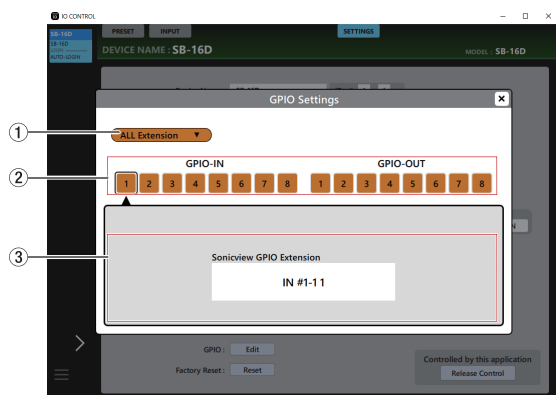 IO CONTROL
PRESET INPUT SETTINGS
SB-16D
SB-16D
LOGIN
AUTO-LOGIN
DEVICE NAME : SB-16D
MODEL : SB-16D
GPIO Settings
1
ALL Extension ▼
2
GPIO-IN GPIO-OUT
1 2 3 4 5 6 7 8 1 2 3 4 5 6 7 8
3
Sonicview GPIO Extension
IN #1-1 1
GPIO : Edit
Factory Reset : Reset
Controlled by this application
Release Control